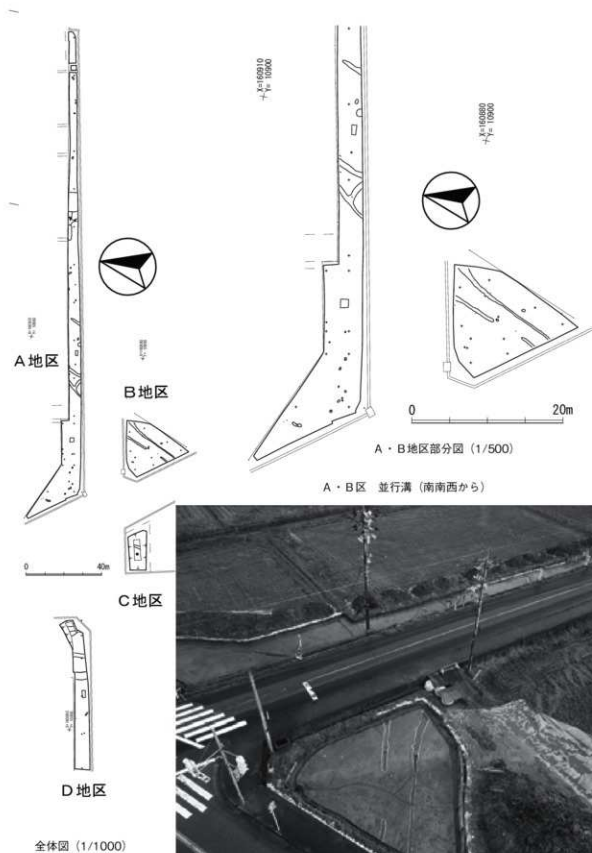 X=160910
Y= 10900
X=160880
Y= 10900
A地区
B地区
0 20m
A・B地区部分図（1/500）
A・B区 並行溝（南南西から）
0 40m
C地区
D地区
全体図（1/1000）